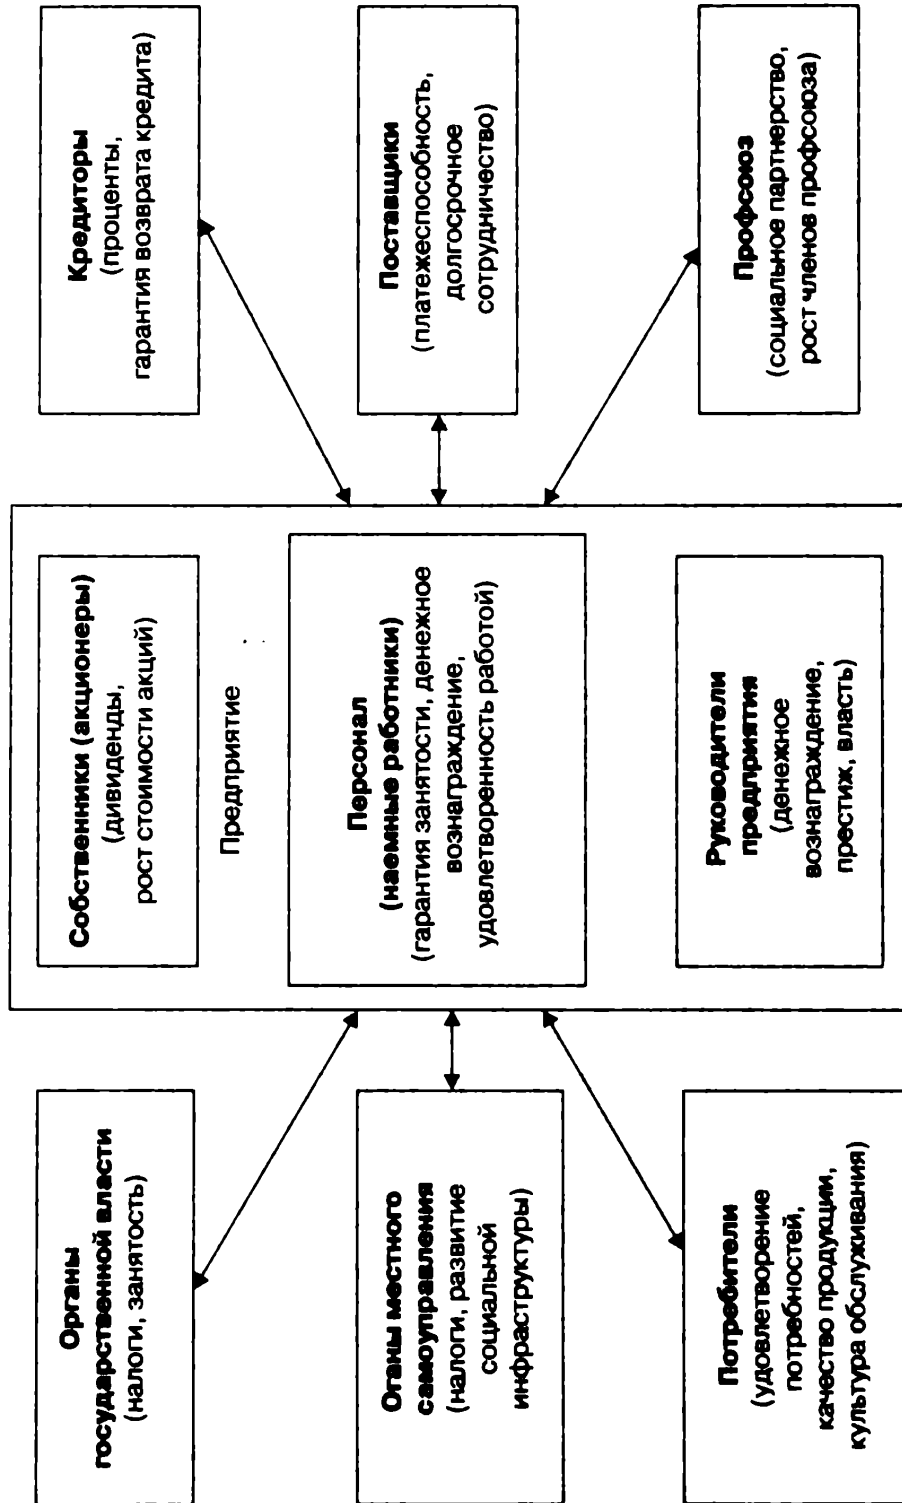 Органы
государственной власти
(налоги, занятость)
Оганы местного
самоуправления
(налоги, развитие
социальной
инфраструктуры)
Потребители
(удовлетворение
потребностей,
качество продукции,
культура обслуживания)
Собственники (акционеры)
(дивиденды,
рост стоимости акций)
Предприятие
Персонал
(наемные работники)
(гарантия занятости, денежное
вознаграждение,
удовлетворенность работой)
Руководители
предприятия
(денежное
вознаграждение,
престиж, власть)
Кредиторы
(проценты,
гарантия возврата кредита)
Поставщики
(платежеспособность,
долгосрочное
сотрудничество)
Профсоюз
(социальное партнерство,
рост членов профсоюза)